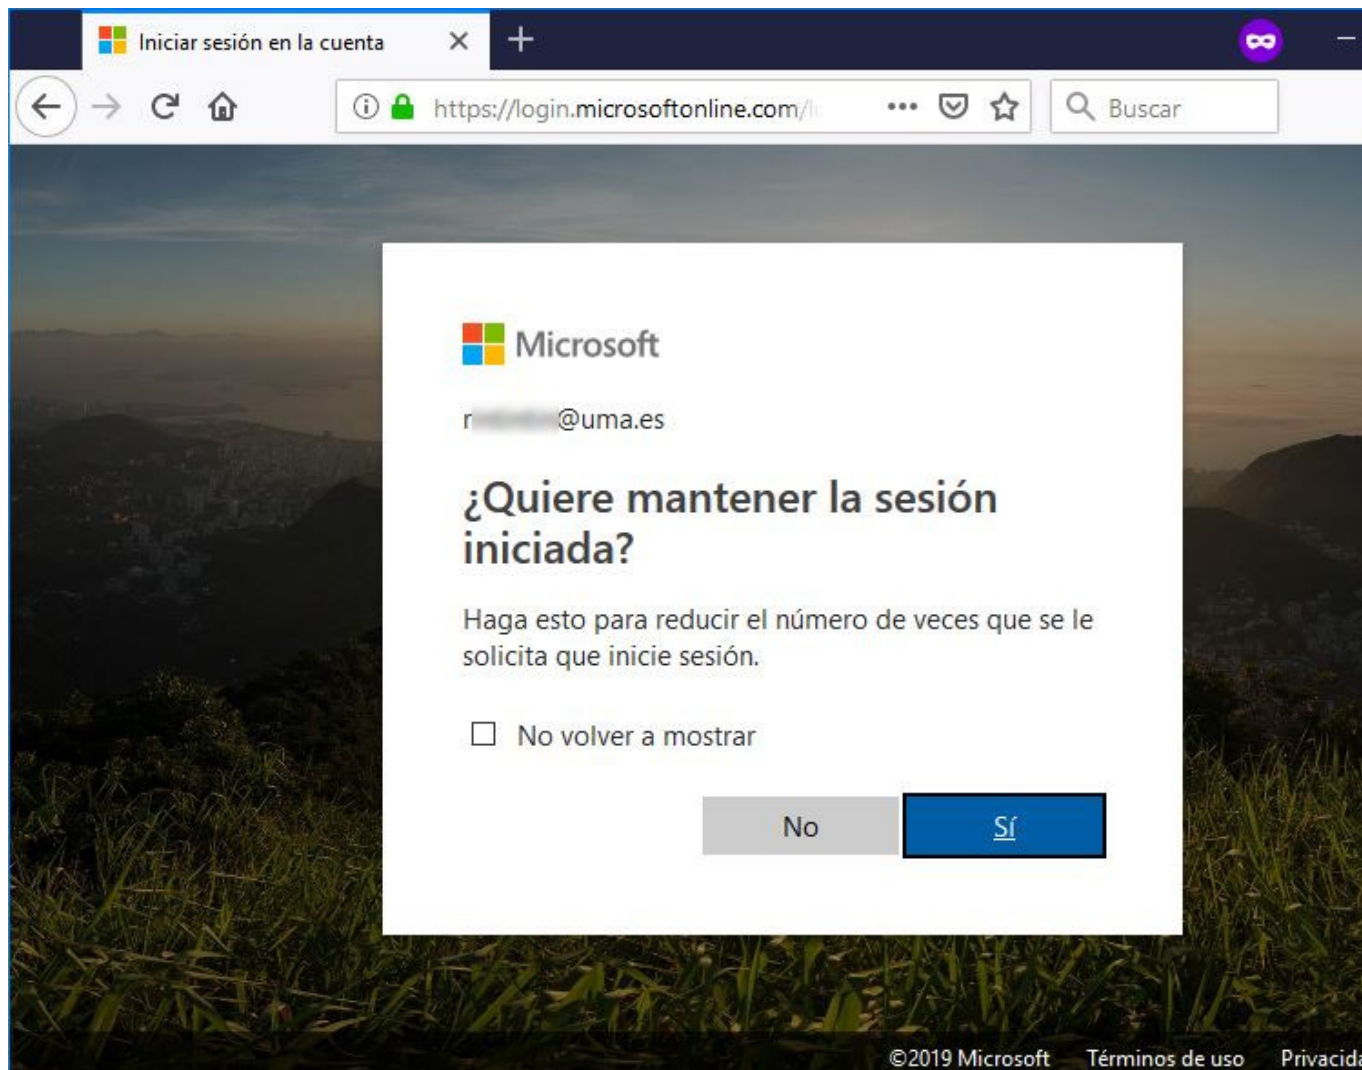 Iniciar sesión en la cuenta
https://login.microsoftonline.com/l
Buscar
Microsoft
r @uma.es
¿Quiere mantener la sesión
iniciada?
Haga esto para reducir el número de veces que se le
solicita que inicie sesión.
No volver a mostrar
No Sí
©2019 Microsoft Términos de uso Privacida